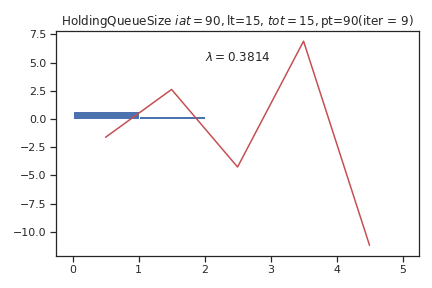 HoldingQueueSize iat = 90, lt=15, tot = 15, pt=90(iter = 9)
7.5
λ = 0.3814
5.0
2.5
0.0
−2.5
−5.0
−7.5
−10.0
0 1 2 3 4 5